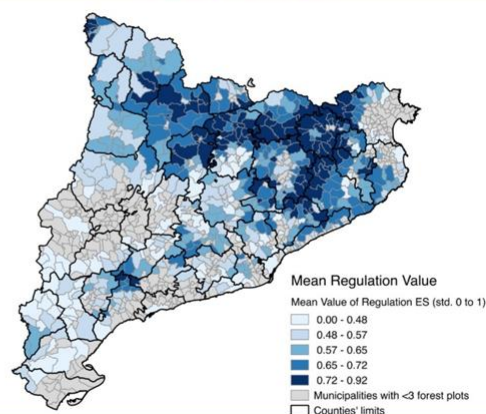 Mean Regulation Value
Mean Value of Regulation ES (std. 0 to 1)
0.00 - 0.48
0.48 - 0.57
0.57 - 0.65
0.65 - 0.72
0.72 - 0.92
Municipalities with <3 forest plots
Counties' limits